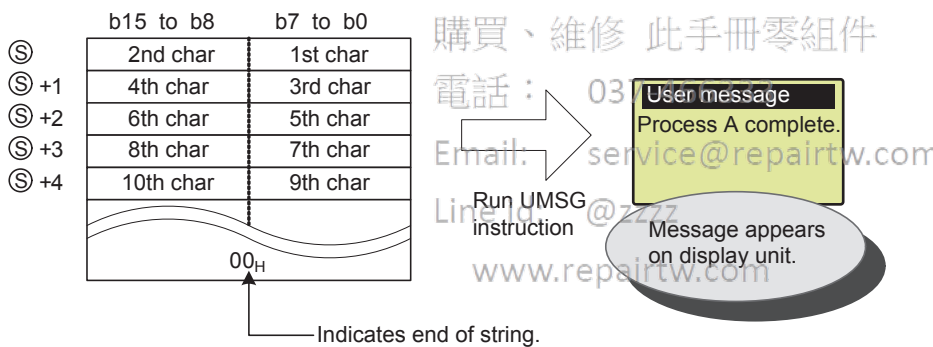 b15 to b8 b7 to b0
Ⓢ 2nd char 1st char
Ⓢ +1 4th char 3rd char
Ⓢ +2 6th char 5th char
Ⓢ +3 8th char 7th char
Ⓢ +4 10th char 9th char
00H
Indicates end of string.
Run UMSG
instruction
User message
Process A complete.
Message appears
on display unit.
購買、維修 此手冊零組件
電話： 037-466333
Email: service@repairtw.com
Line id: @zzzz
www.repairtw.com